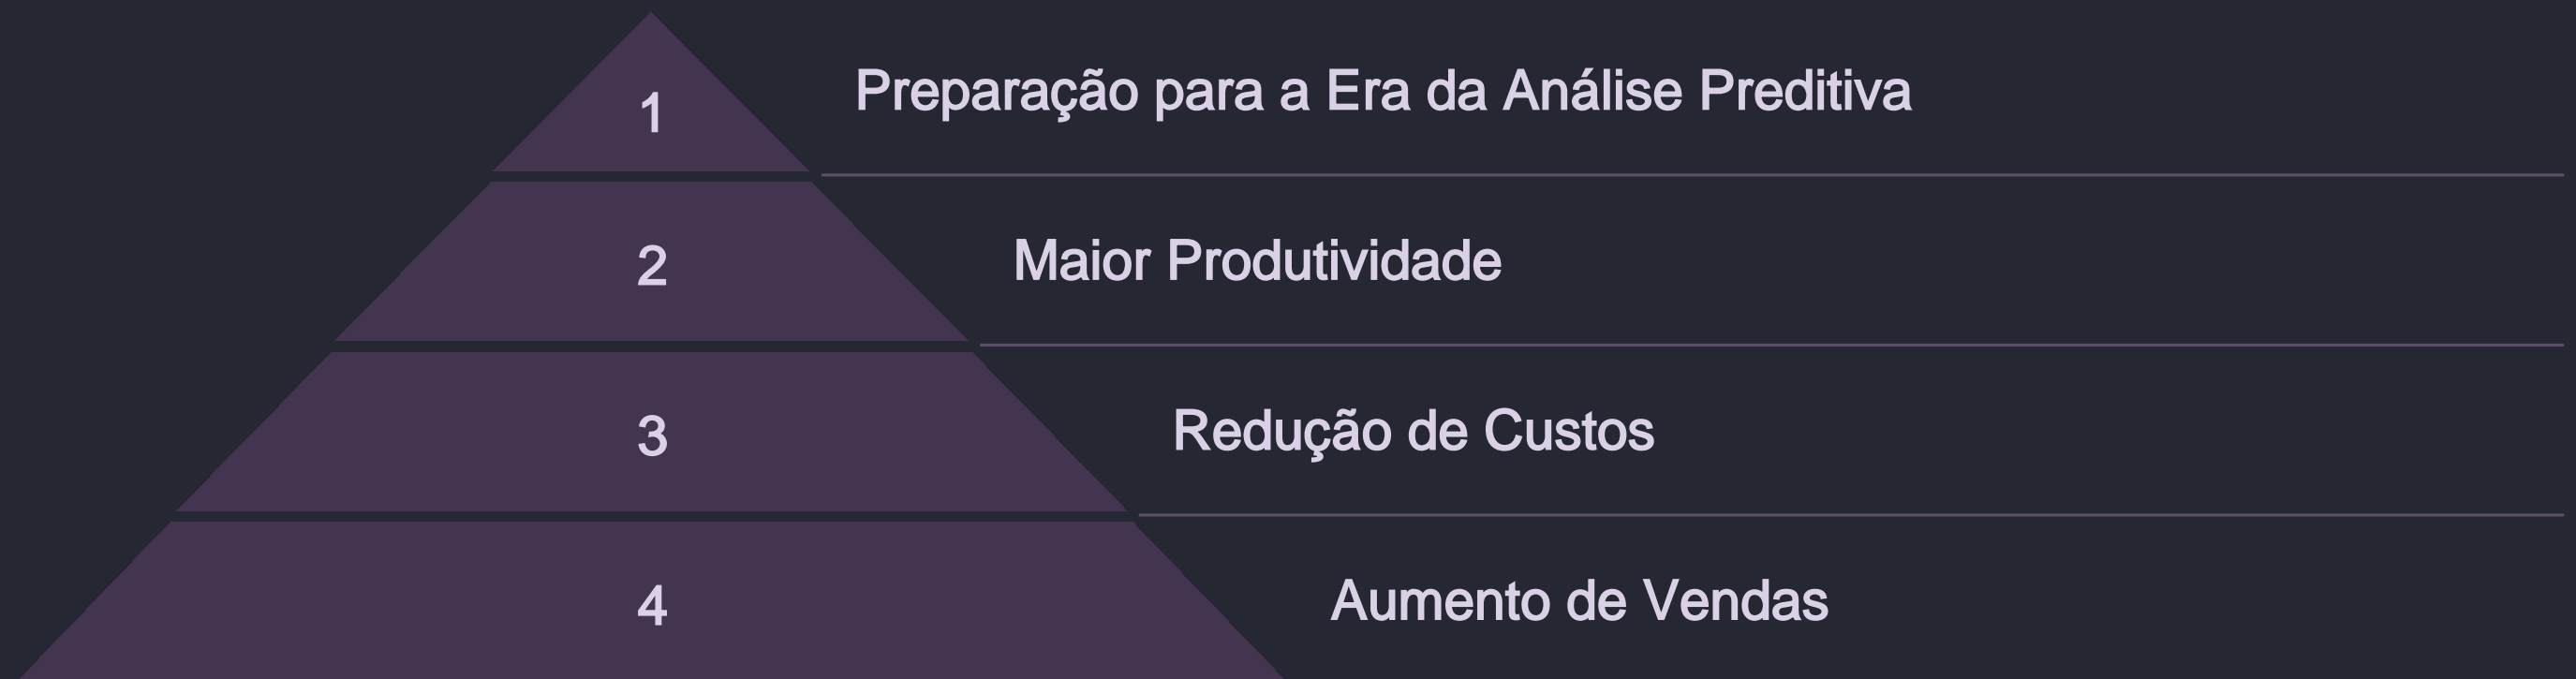 1
Preparação para a Era da Análise Preditiva
2
Maior Produtividade
3
Redução de Custos
4
Aumento de Vendas